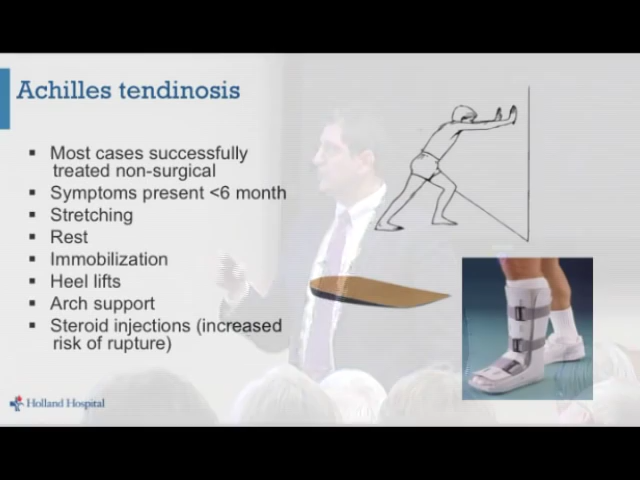 Achilles tendinosis
▪ Most cases successfully
treated non-surgical
▪ Symptoms present <6 month
▪ Stretching
▪ Rest
▪ Immobilization
▪ Heel lifts
▪ Arch support
▪ Steroid injections (increased
risk of rupture)
Holland Hospital